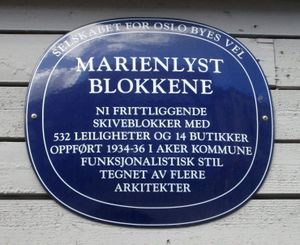 SELSKABET FOR OSLO BYES VEL
MARIENLYST
BLOKKENE
NI FRITTLIGGENDE
SKIVEBLOKKER MED
532 LEILIGHETER OG 14 BUTIKKER
OPPFØRT 1934-36 I AKER KOMMUNE
FUNKSJONALISTISK STIL
TEGNET AV FLERE
ARKITEKTER